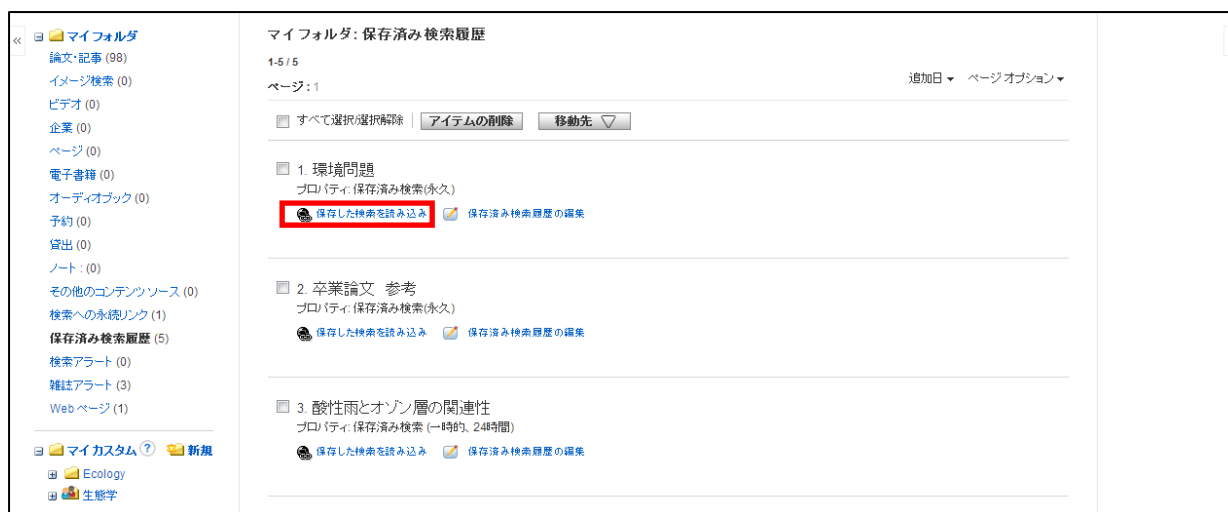 «
マイフォルダ
論文・記事 (98)
イメージ検索 (0)
ビデオ (0)
企業 (0)
ページ (0)
電子書籍 (0)
オーディオブック (0)
予約 (0)
貸出 (0)
ノート : (0)
その他のコンテンツソース (0)
検索への永続リンク (1)
保存済み検索履歴 (5)
検索アラート (0)
雑誌アラート (3)
Web ページ (1)
マイカスタム ? 新規
Ecology
生態学
マイフォルダ: 保存済み検索履歴
1-5 / 5
ページ : 1
追加日 ページ オプション
すべて選択/選択解除 アイテムの削除 移動先
1. 環境問題
プロパティ: 保存済み検索(永久)
保存した検索を読み込み 保存済み検索履歴の編集
2. 卒業論文 参考
プロパティ: 保存済み検索(永久)
保存した検索を読み込み 保存済み検索履歴の編集
3. 酸性雨とオゾン層の関連性
プロパティ: 保存済み検索 (一時的、24時間)
保存した検索を読み込み 保存済み検索履歴の編集